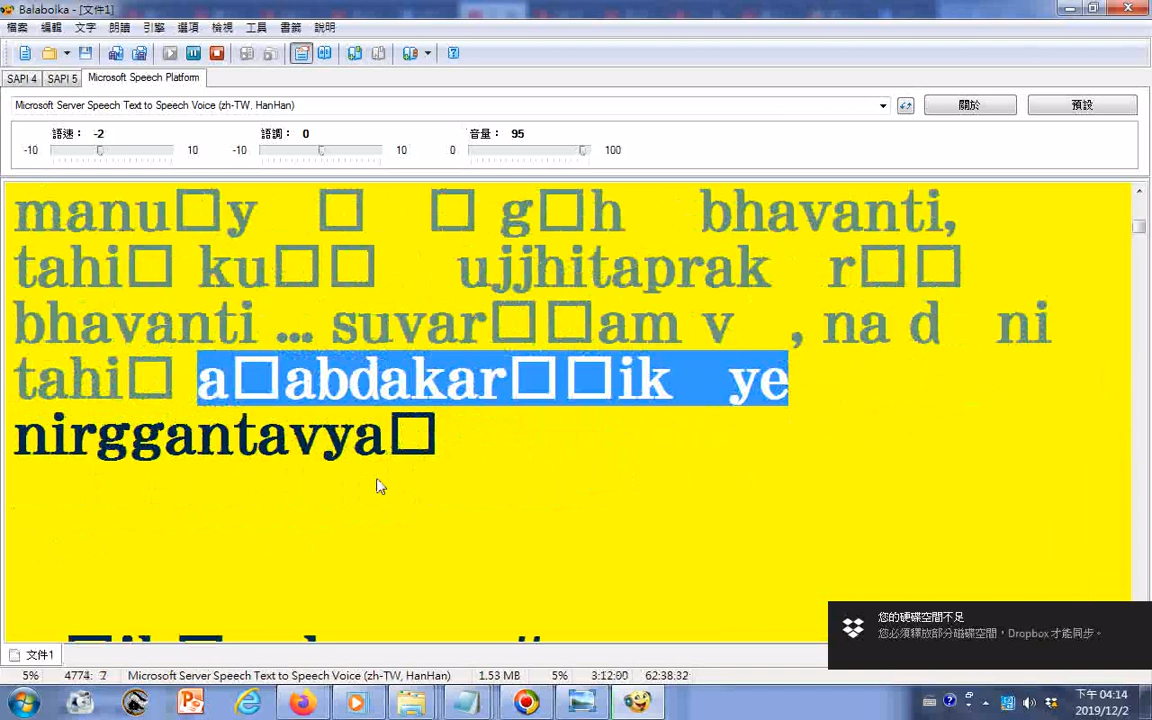 Balabolka - [文件1]
檔案 編輯 文字 朗讀 引擎 選項 檢視 工具 書籤 說明
SAPI 4 SAPI 5 Microsoft Speech Platform
Microsoft Server Speech Text to Speech Voice (zh-TW, HanHan) 關於 預設
語速： -2 語調： 0 音量： 95
-10 10 -10 10 0 100
manu□y □ □ g□h bhavanti,
tahi□ ku□□ ujjhitaprak r□□
bhavanti ... suvar□□am v , na d ni
tahi□ a□abdakar□□ik ye
nirggantavya□
您的硬碟空間不足
您必須釋放部分磁碟空間，Dropbox 才能同步。
文件1
5% 4774: 7 Microsoft Server Speech Text to Speech Voice (zh-TW, HanHan) 1.53 MB 5% 3:12:00 62:38:32
下午 04:14
2019/12/2